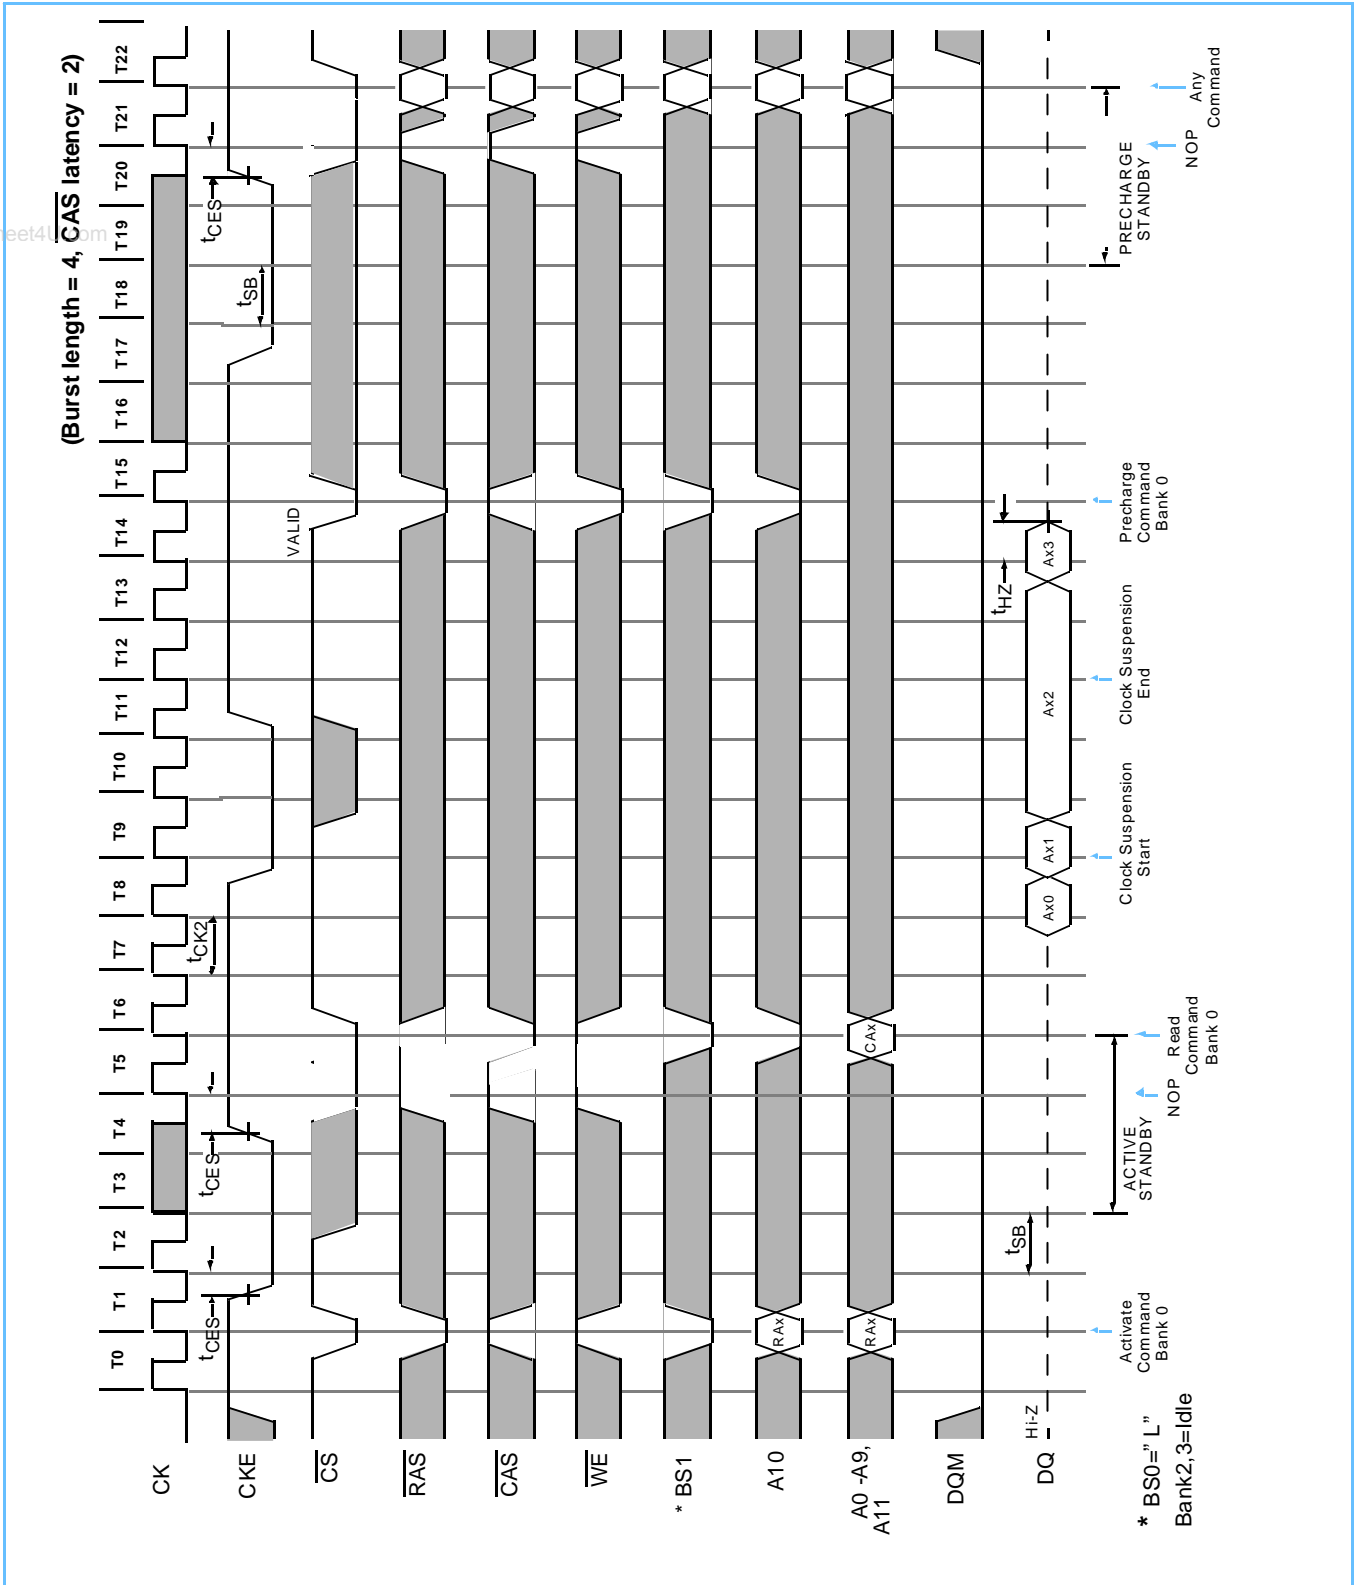 (Burst length = 4, CAS latency = 2)
T0 T1 T2 T3 T4 T5 T6 T7 T8 T9 T10 T11 T12 T13 T14 T15 T16 T17 T18 T19 T20 T21 T22
CK
tCK2
CKE
tCES
tCES
tSB
tCES
CS
VALID
RAS
CAS
WE
* BS1
A10
RAx
A0 -A9,
A11
RAx
CAx
DQM
DQ
Hi-Z
tSB
Ax0
Ax1
Ax2
Ax3
tHZ
Activate
Command
Bank 0
ACTIVE
STANDBY
NOP
Read
Command
Bank 0
Clock Suspension
Start
Clock Suspension
End
Precharge
Command
Bank 0
PRECHARGE
STANDBY
NOP
Any
Command
* BS0=” L”
Bank2,3=Idle
eet4U.com